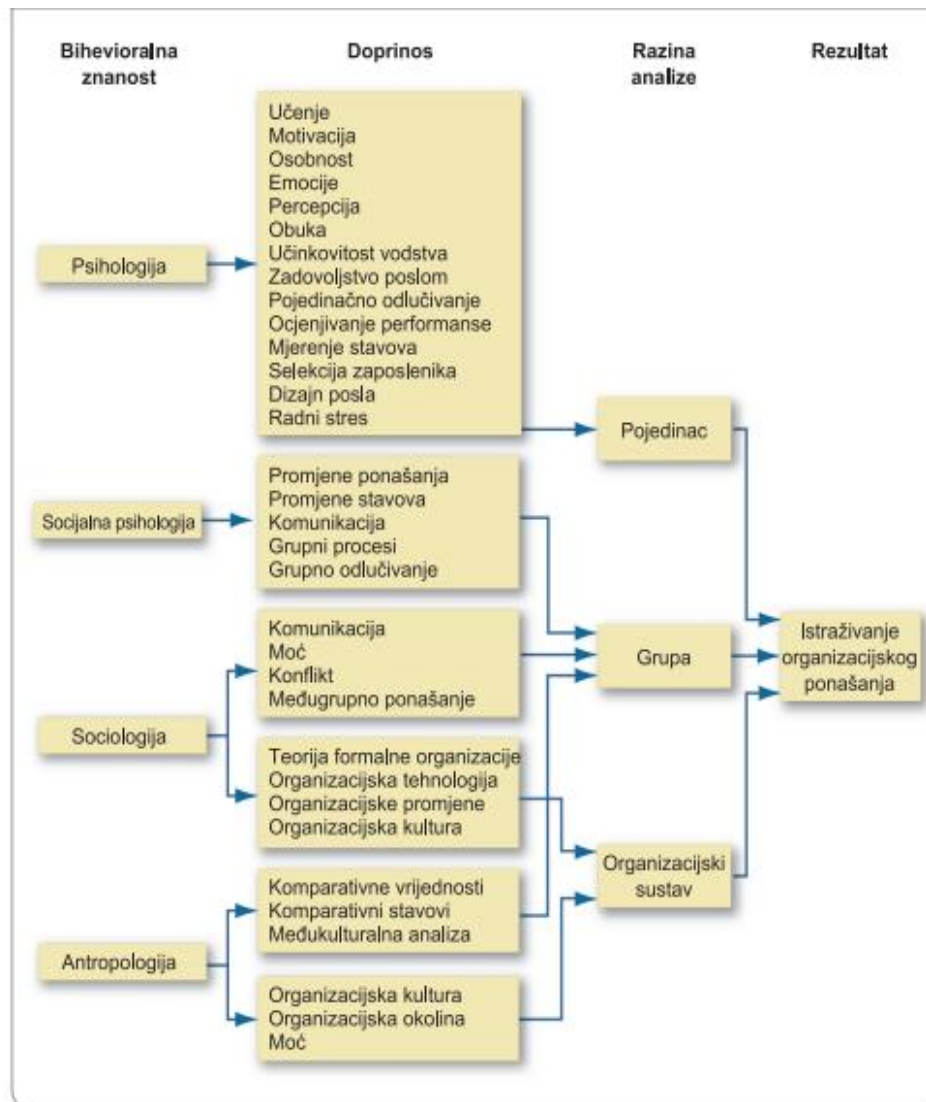 Bihevioralna
znanost
Doprinos
Razina
analize
Rezultat
Psihologija
Učenje
Motivacija
Osobnost
Emocije
Percepcija
Obuka
Učinkovitost vodstva
Zadovoljstvo poslom
Pojedinačno odlučivanje
Ocjenjivanje performanse
Mjerenje stavova
Selekcija zaposlenika
Dizajn posla
Radni stres
Pojedinac
Socijalna psihologija
Promjene ponašanja
Promjene stavova
Komunikacija
Grupni procesi
Grupno odlučivanje
Sociologija
Komunikacija
Moć
Konflikt
Međugrupno ponašanje
Grupa
Istraživanje
organizacijskog
ponašanja
Teorija formalne organizacije
Organizacijska tehnologija
Organizacijske promjene
Organizacijska kultura
Organizacijski
sustav
Antropologija
Komparativne vrijednosti
Komparativni stavovi
Međukulturalna analiza
Organizacijska kultura
Organizacijska okolina
Moć